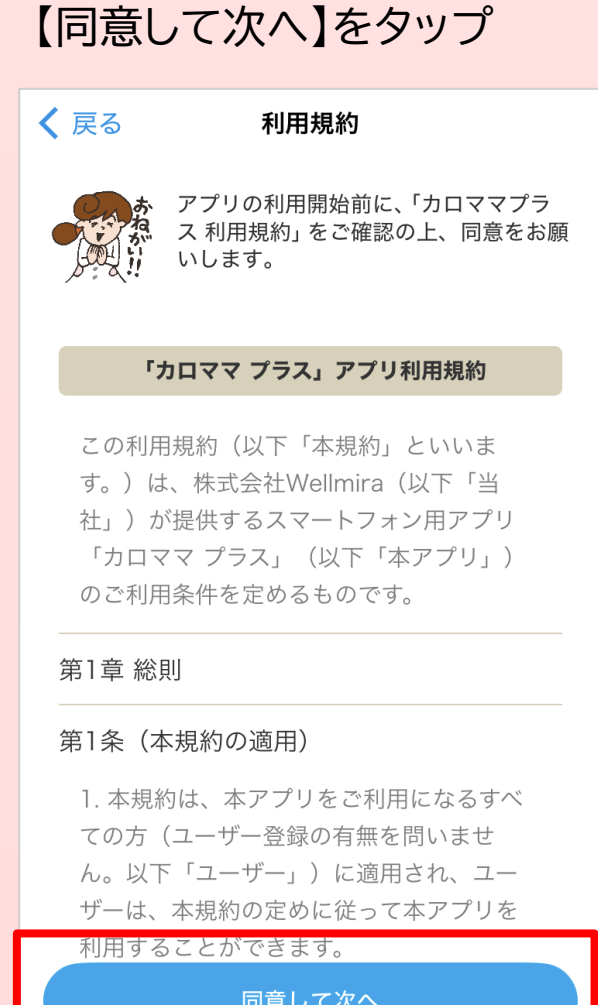 【同意して次へ】をタップ
戻る
利用規約
おねがい!!
アプリの利用開始前に、「カロママプラ
ス 利用規約」をご確認の上、同意をお願
いします。
「カロママ プラス」アプリ利用規約
この利用規約（以下「本規約」といいま
す。）は、株式会社Wellmira（以下「当
社」）が提供するスマートフォン用アプリ
「カロママ プラス」（以下「本アプリ」）
のご利用条件を定めるものです。
第1章 総則
第1条（本規約の適用）
1. 本規約は、本アプリをご利用になるすべ
ての方（ユーザー登録の有無を問いませ
ん。以下「ユーザー」）に適用され、ユー
ザーは、本規約の定めに従って本アプリを
利用することができます。
同意して次へ